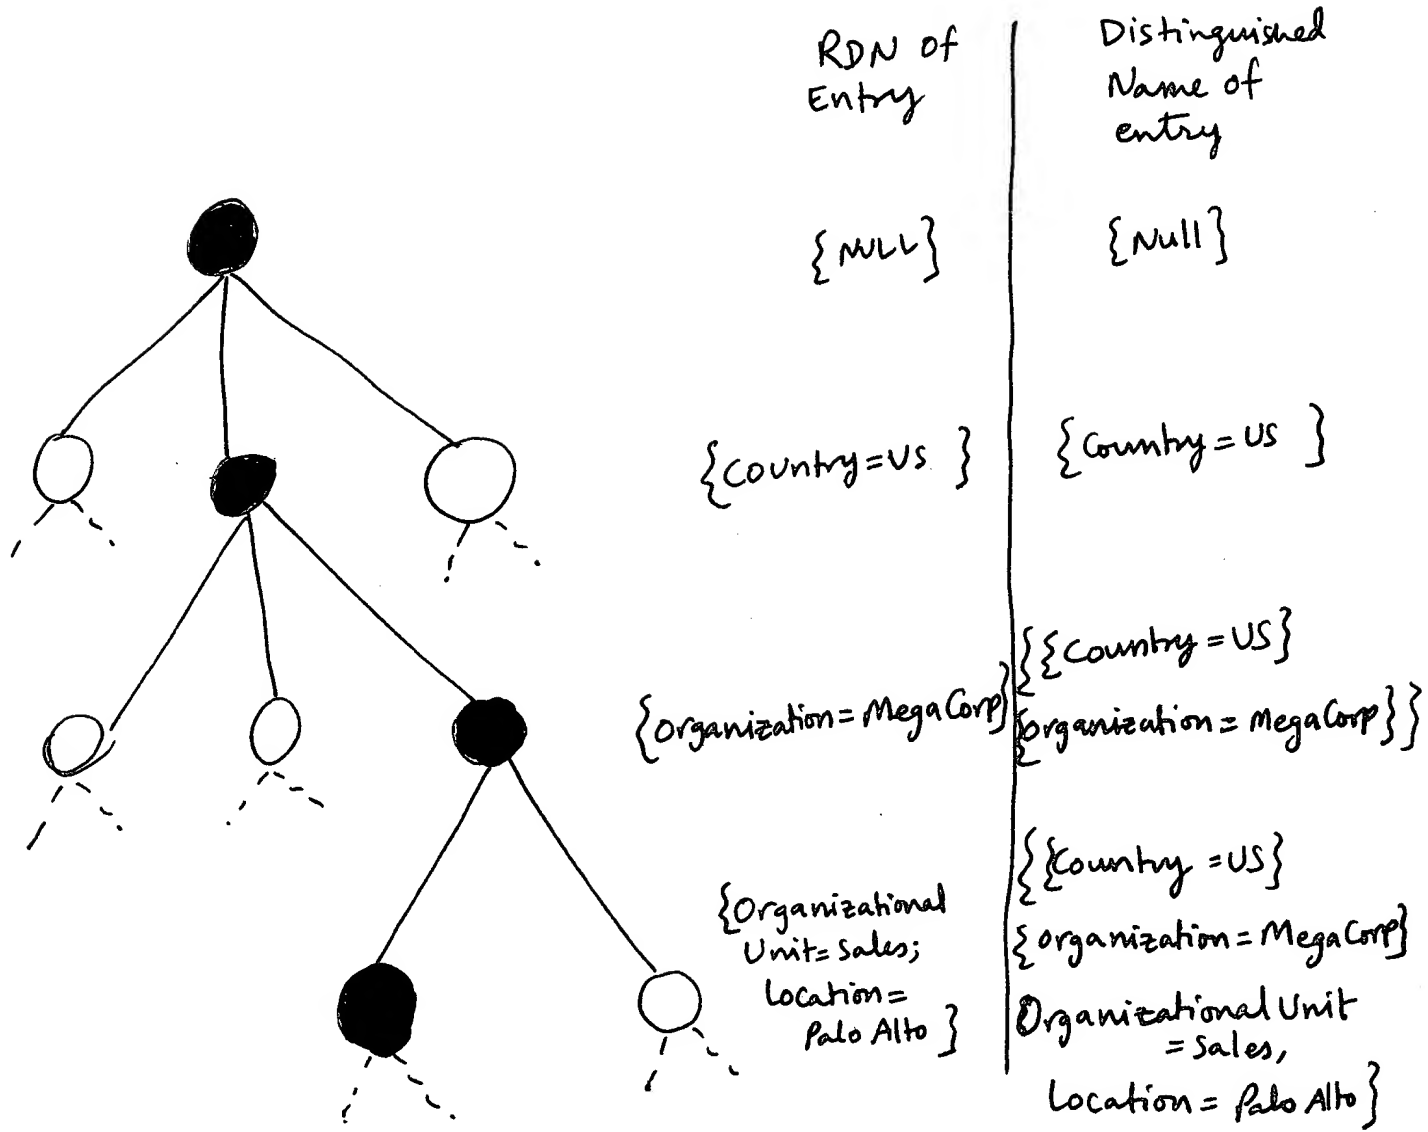 RDN of
Entry
Distinguished
Name of
entry
{NULL}
{Null}
{Country=US }
{Country=US }
{Organization=MegaCorp}
{{Country=US}
{Organization=MegaCorp}}
{Organizational
Unit=Sales;
Location=
Palo Alto }
{{Country =US}
{Organization=MegaCorp}
Organizational Unit
=Sales,
Location= Palo Alto}